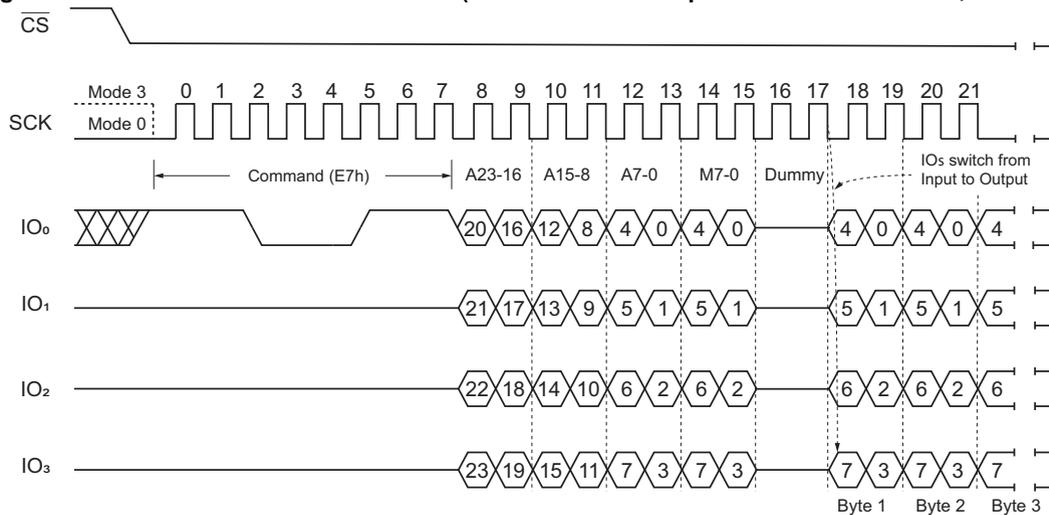 CS
Mode 3
0 1 2 3 4 5 6 7 8 9 10 11 12 13 14 15 16 17 18 19 20 21
SCK
Mode 0
Command (E7h) A23-16 A15-8 A7-0 M7-0 Dummy
IOs switch from
Input to Output
IO₀ 20 16 12 8 4 0 4 0 4 0 4 0 4
IO₁ 21 17 13 9 5 1 5 1 5 1 5 1 5
IO₂ 22 18 14 10 6 2 6 2 6 2 6 2 6
IO₃ 23 19 15 11 7 3 7 3 7 3 7 3 7
Byte 1 Byte 2 Byte 3